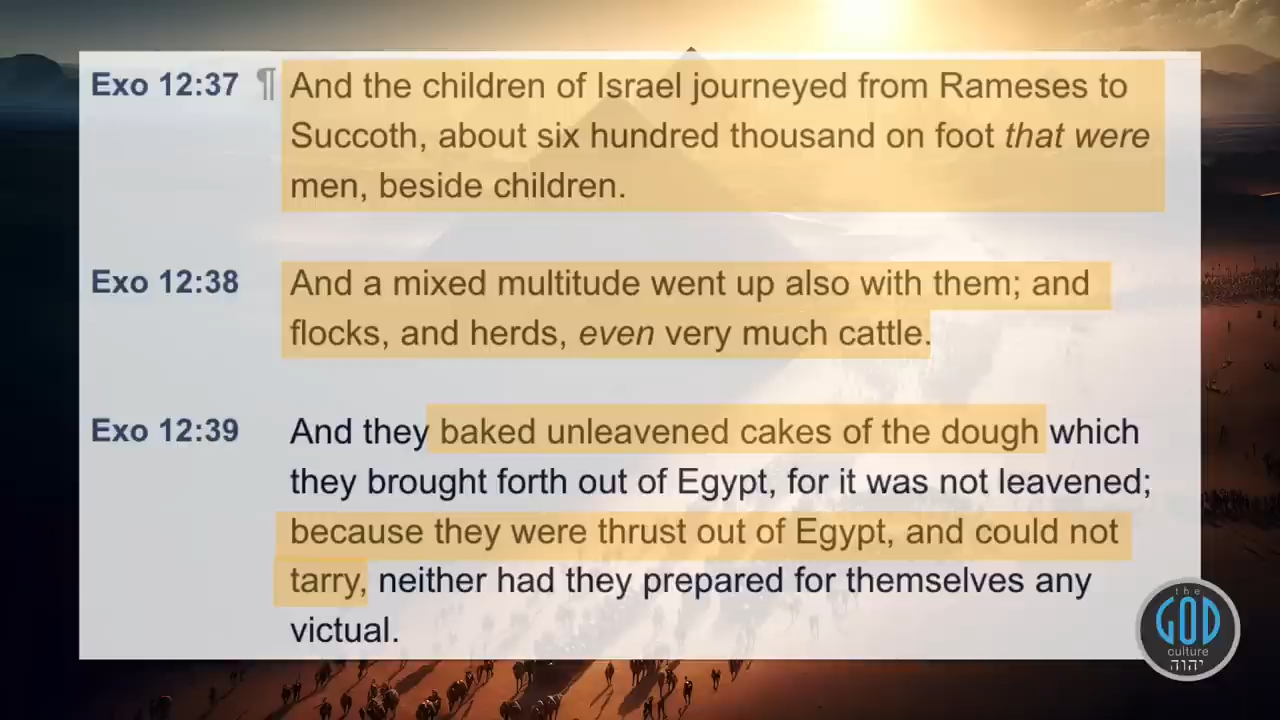 Exo 12:37 ¶ And the children of Israel journeyed from Rameses to
Succoth, about six hundred thousand on foot that were
men, beside children.
Exo 12:38 And a mixed multitude went up also with them; and
flocks, and herds, even very much cattle.
Exo 12:39 And they baked unleavened cakes of the dough which
they brought forth out of Egypt, for it was not leavened;
because they were thrust out of Egypt, and could not
tarry, neither had they prepared for themselves any
victual.
the
GOD
culture
יהוה